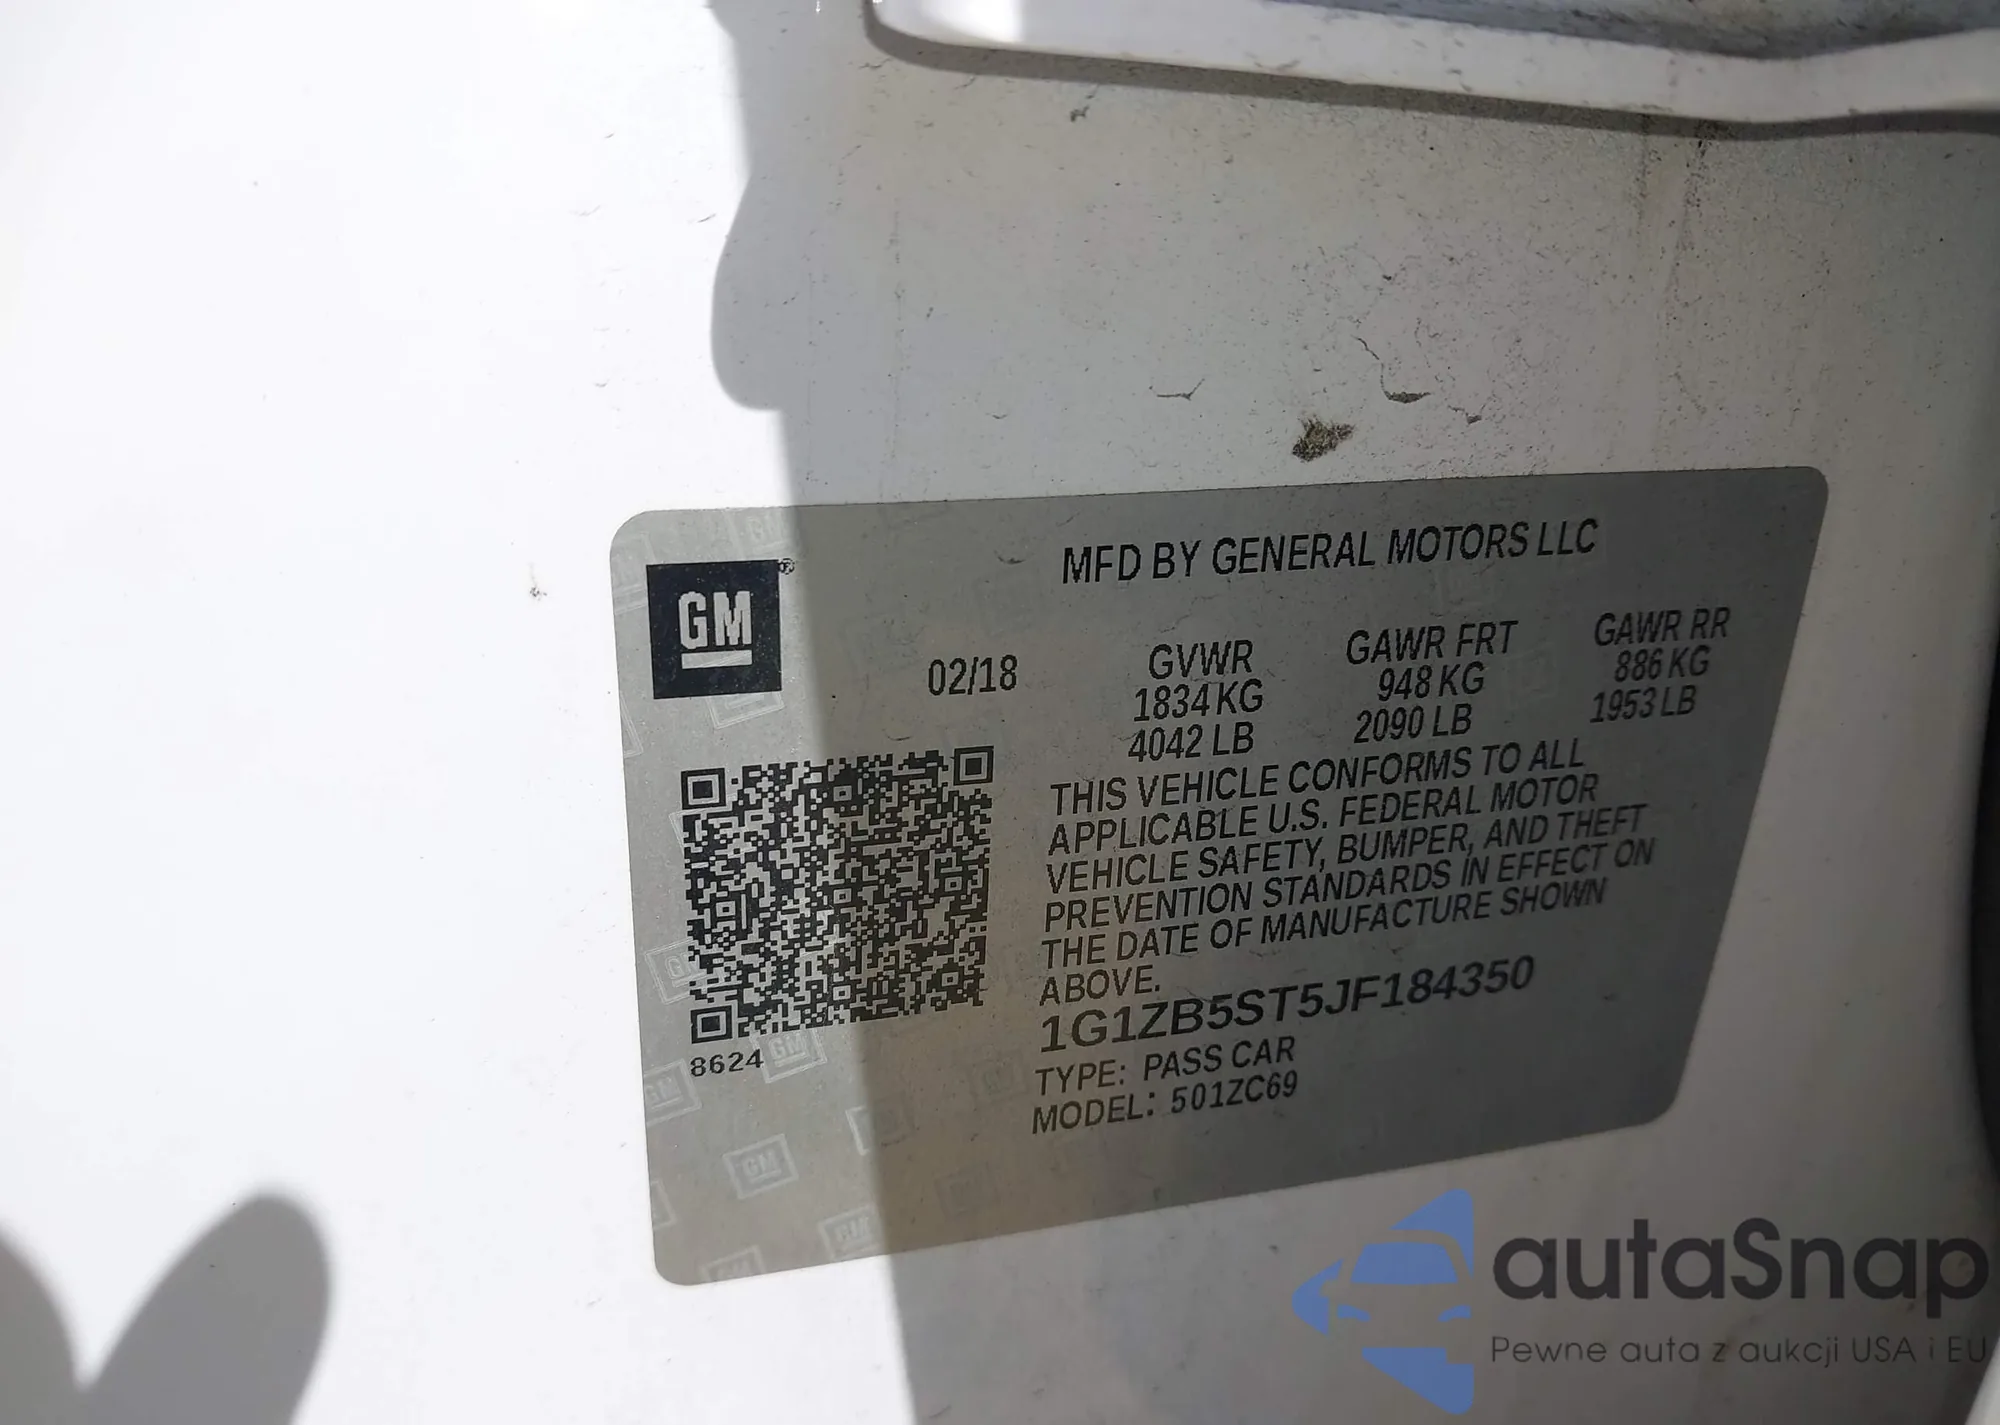 MFD BY GENERAL MOTORS LLC
GM
02/18
GVWR
1834 KG
4042 LB
GAWR FRT
948 KG
2090 LB
GAWR RR
886 KG
1953 LB
THIS VEHICLE CONFORMS TO ALL
APPLICABLE U.S. FEDERAL MOTOR
VEHICLE SAFETY, BUMPER, AND THEFT
PREVENTION STANDARDS IN EFFECT ON
THE DATE OF MANUFACTURE SHOWN
ABOVE.
1G1ZB5ST5JF184350
TYPE: PASS CAR
MODEL: 501ZC69
8624
autaSnap
Pewne auta z aukcji USA i EU